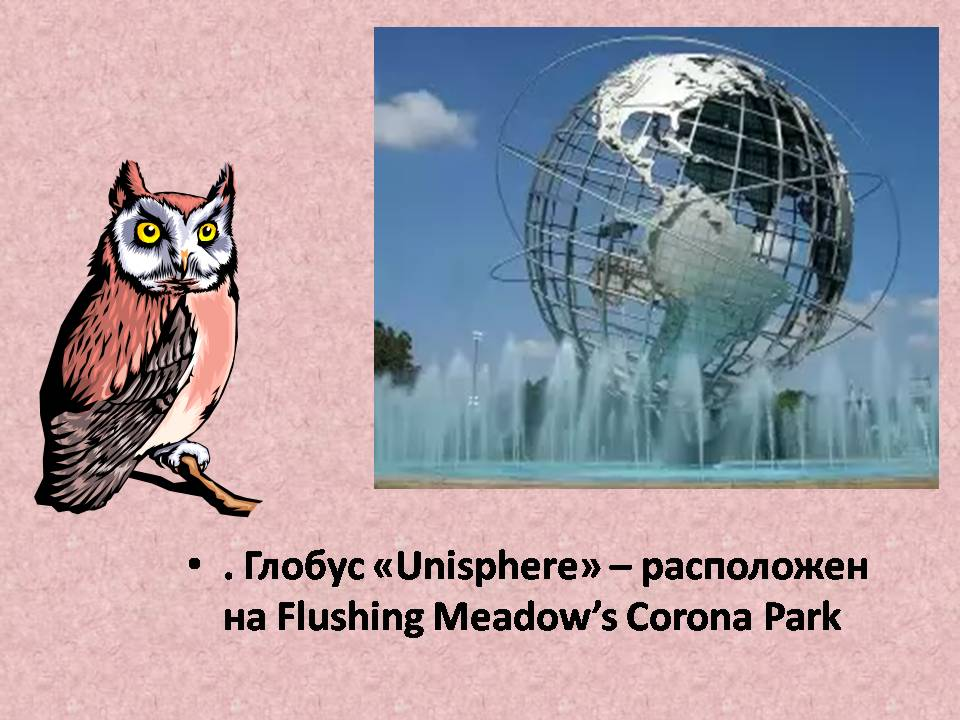 • . Глобус «Unisphere» – расположен
на Flushing Meadow’s Corona Park